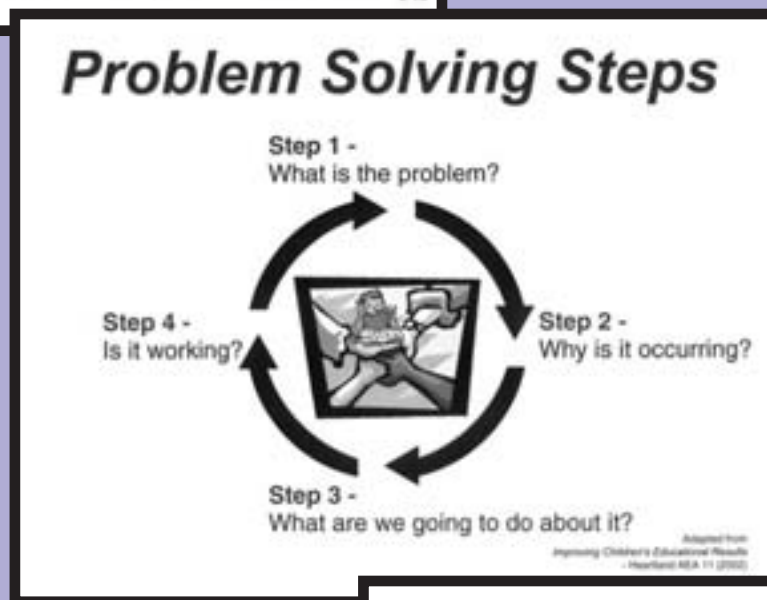 Problem Solving Steps
Step 1 -
What is the problem?
Step 2 -
Why is it occurring?
Step 3 -
What are we going to do about it?
Step 4 -
Is it working?
Adapted from
Improving Children's Educational Results
- Heartland AEA 11 (2002)